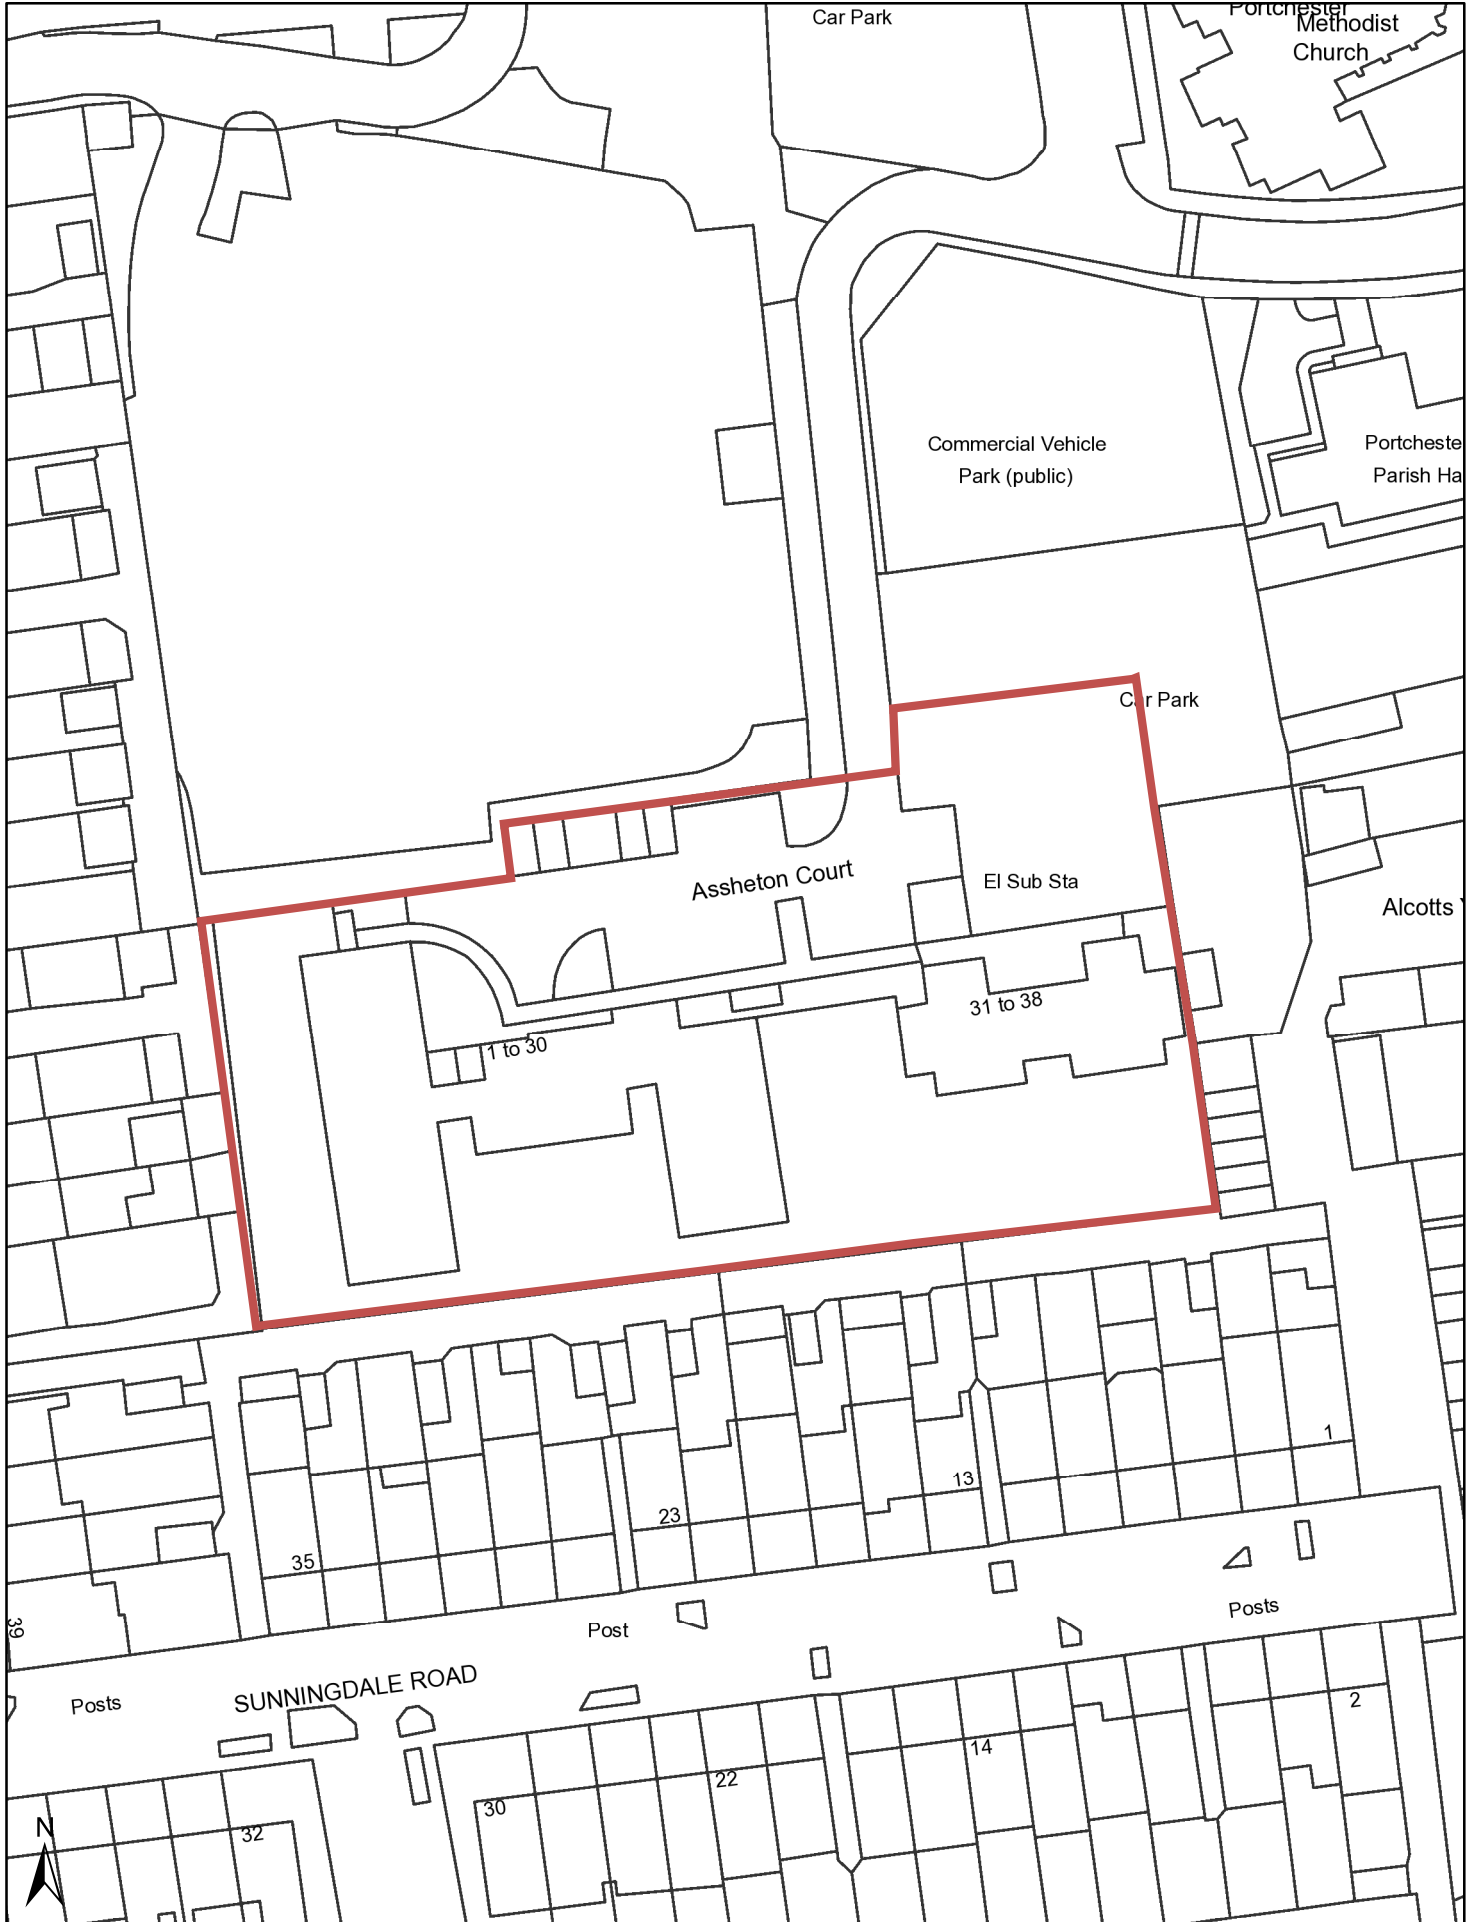 Car Park
Portchester
Methodist
Church
Commercial Vehicle
Park (public)
Portcheste
Parish Ha
Car Park
Assheton Court
El Sub Sta
Alcotts
31 to 38
1 to 30
1
13
23
35
39
Post
Posts
Posts
SUNNINGDALE ROAD
2
14
22
30
32
N